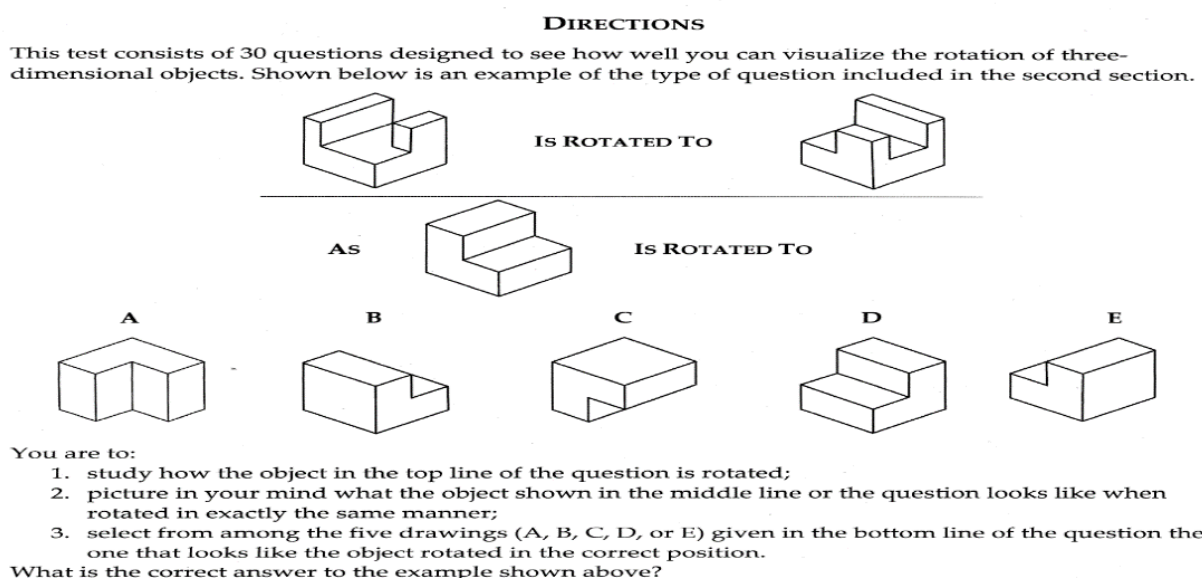 DIRECTIONS
This test consists of 30 questions designed to see how well you can visualize the rotation of three-
dimensional objects. Shown below is an example of the type of question included in the second section.
IS ROTATED TO
AS
IS ROTATED TO
A B C D E
You are to:
1. study how the object in the top line of the question is rotated;
2. picture in your mind what the object shown in the middle line or the question looks like when
rotated in exactly the same manner;
3. select from among the five drawings (A, B, C, D, or E) given in the bottom line of the question the
one that looks like the object rotated in the correct position.
What is the correct answer to the example shown above?